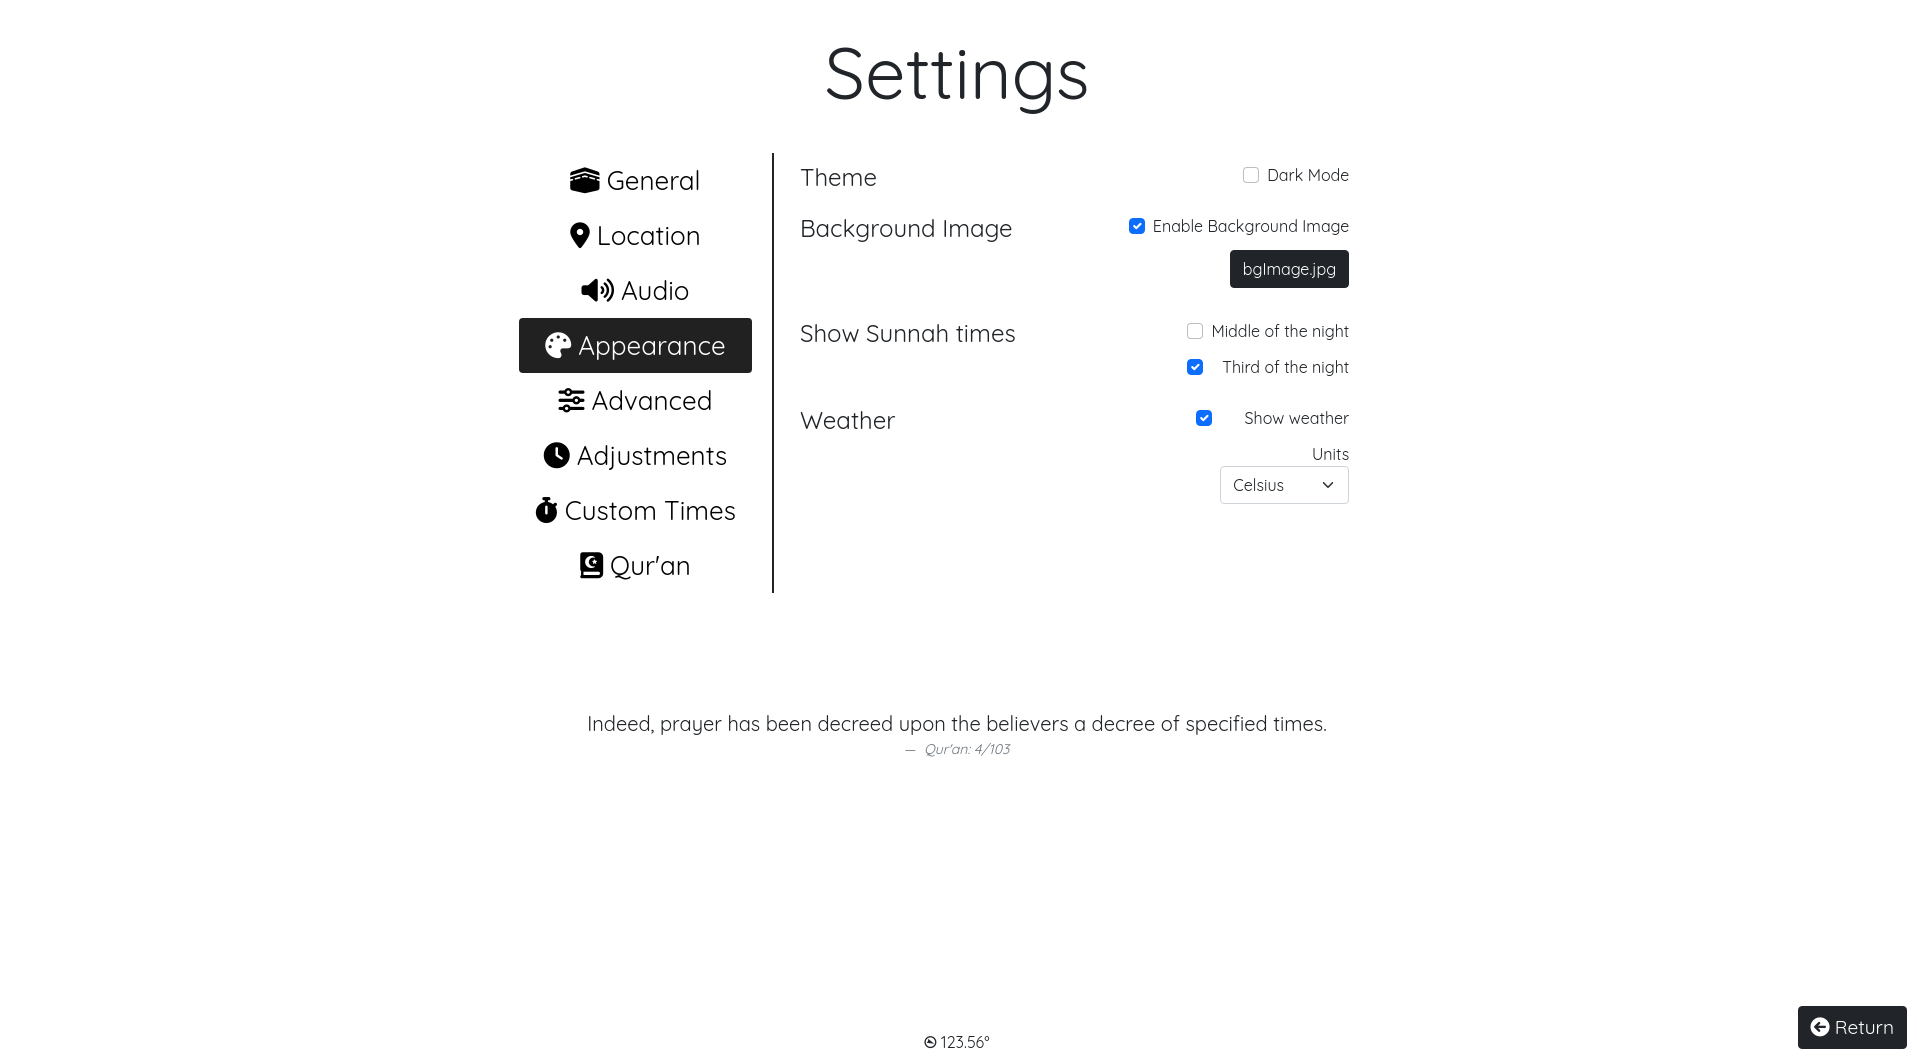 Settings
General
Location
Audio
Appearance
Advanced
Adjustments
Custom Times
Qur'an
Theme
Dark Mode
Background Image
Enable Background Image
bgImage.jpg
Show Sunnah times
Middle of the night
Third of the night
Weather
Show weather
Units
Celsius
Indeed, prayer has been decreed upon the believers a decree of specified times.
— Qur'an: 4/103
Return
123.56°